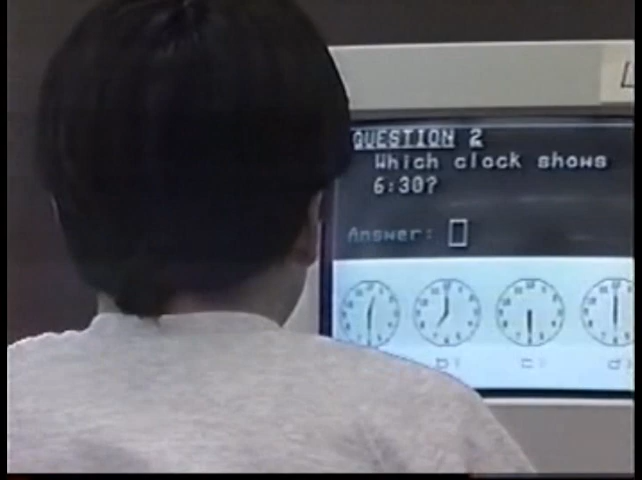 QUESTION 2
Which clock shows
6:30?
Answer:
b) c) d)